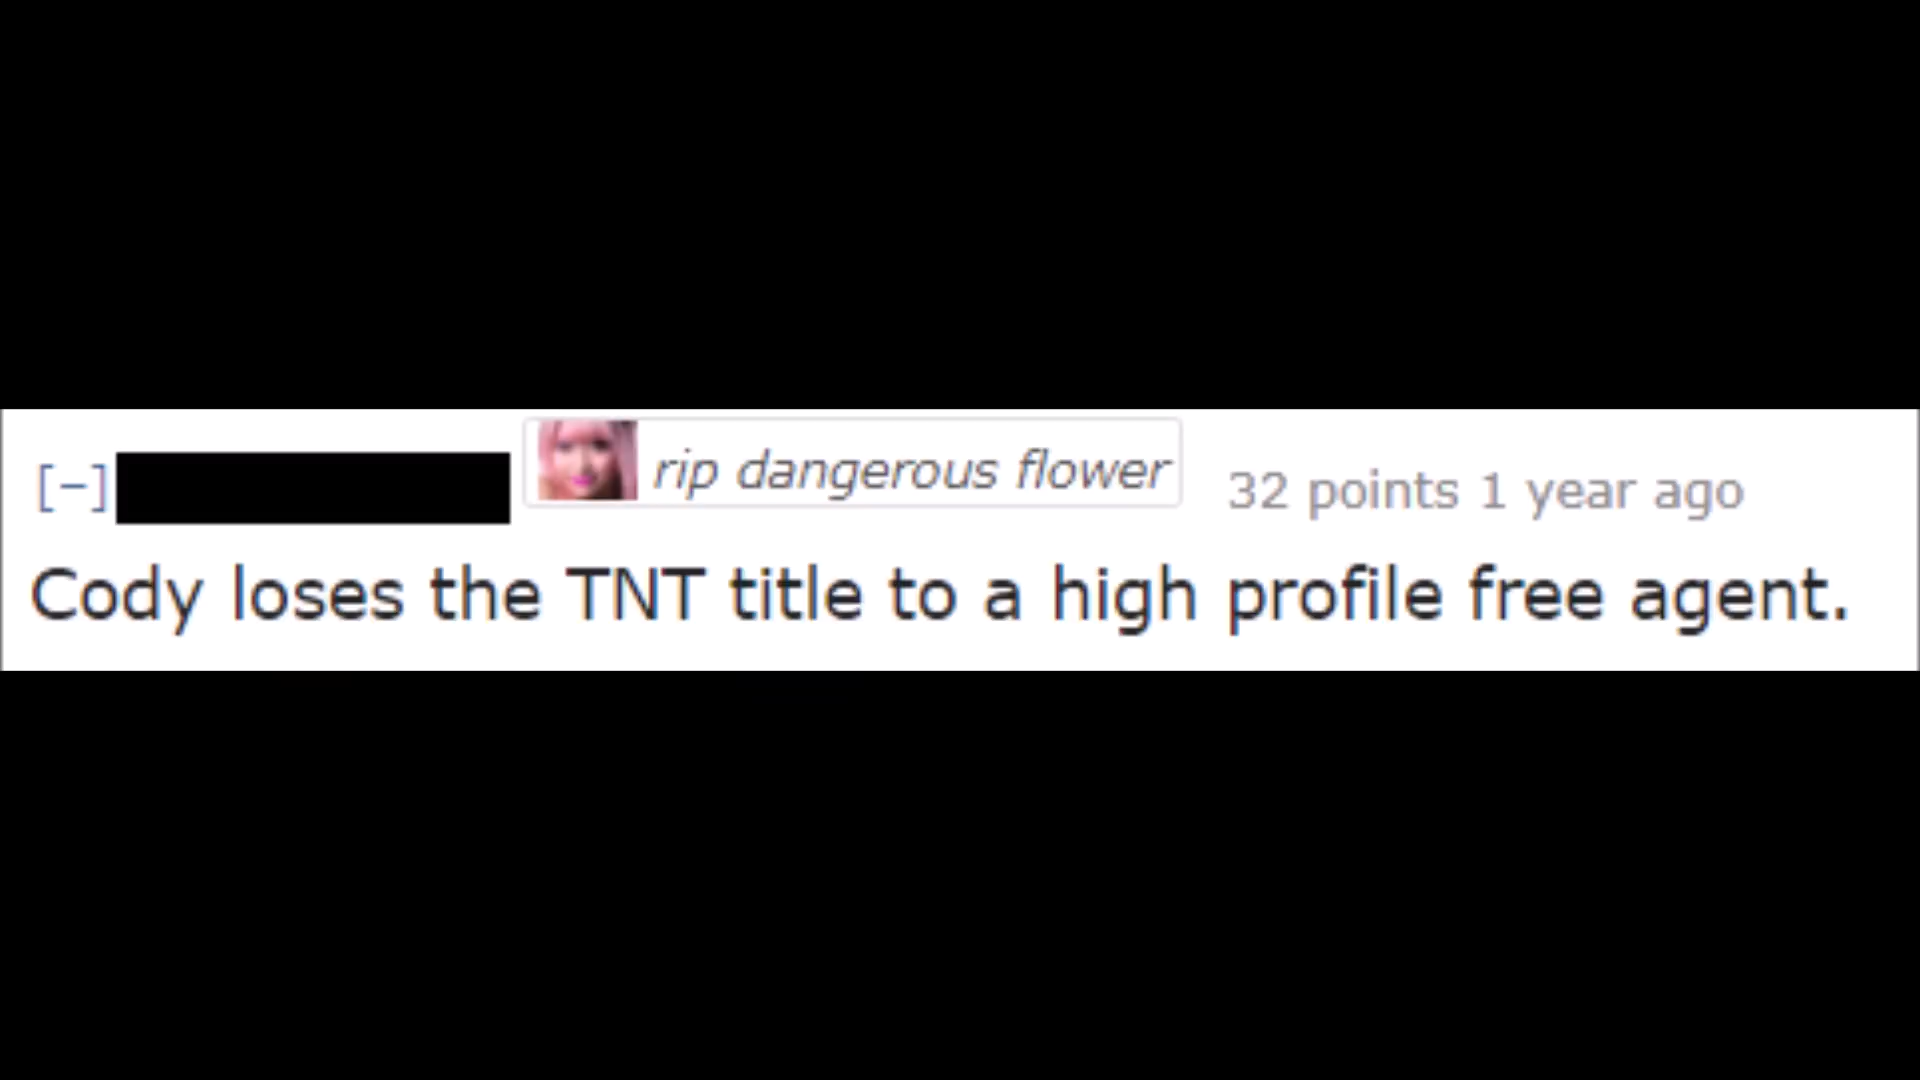 [–] rip dangerous flower 32 points 1 year ago
Cody loses the TNT title to a high profile free agent.